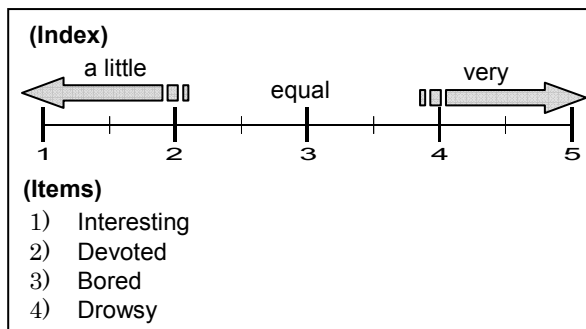 (Index)
a little equal very
1 2 3 4 5
(Items)
1) Interesting
2) Devoted
3) Bored
4) Drowsy